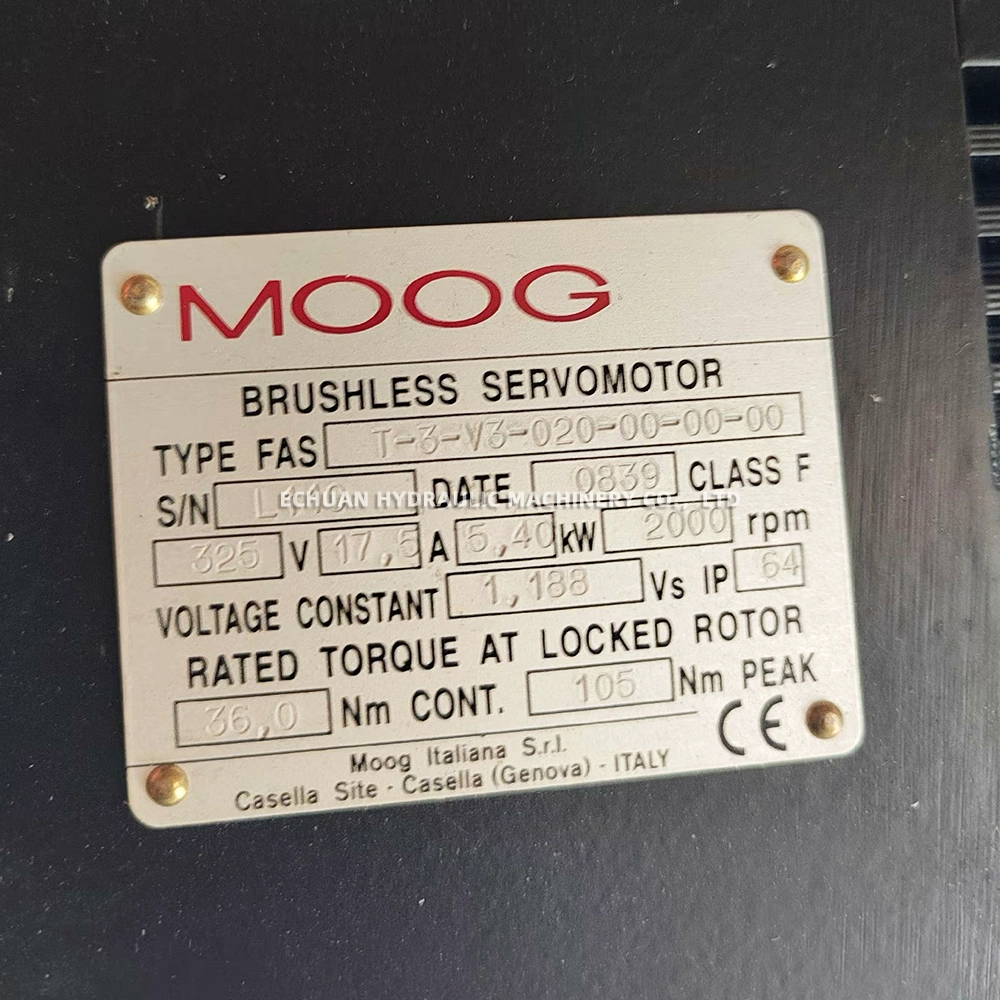 MOOG
BRUSHLESS SERVOMOTOR
TYPE FAS T-3-V3-020-00-00-00
S/N DATE 0839 CLASS F
ECHUAN HYDRAULIC MACHINERY CO., LTD
325 V 17,5 A 5,40 kW 2000 rpm
VOLTAGE CONSTANT 1,188 Vs IP 64
RATED TORQUE AT LOCKED ROTOR
36,0 Nm CONT. 105 Nm PEAK
CE
Moog Italiana S.r.l.
Casella Site - Casella (Genova) - ITALY